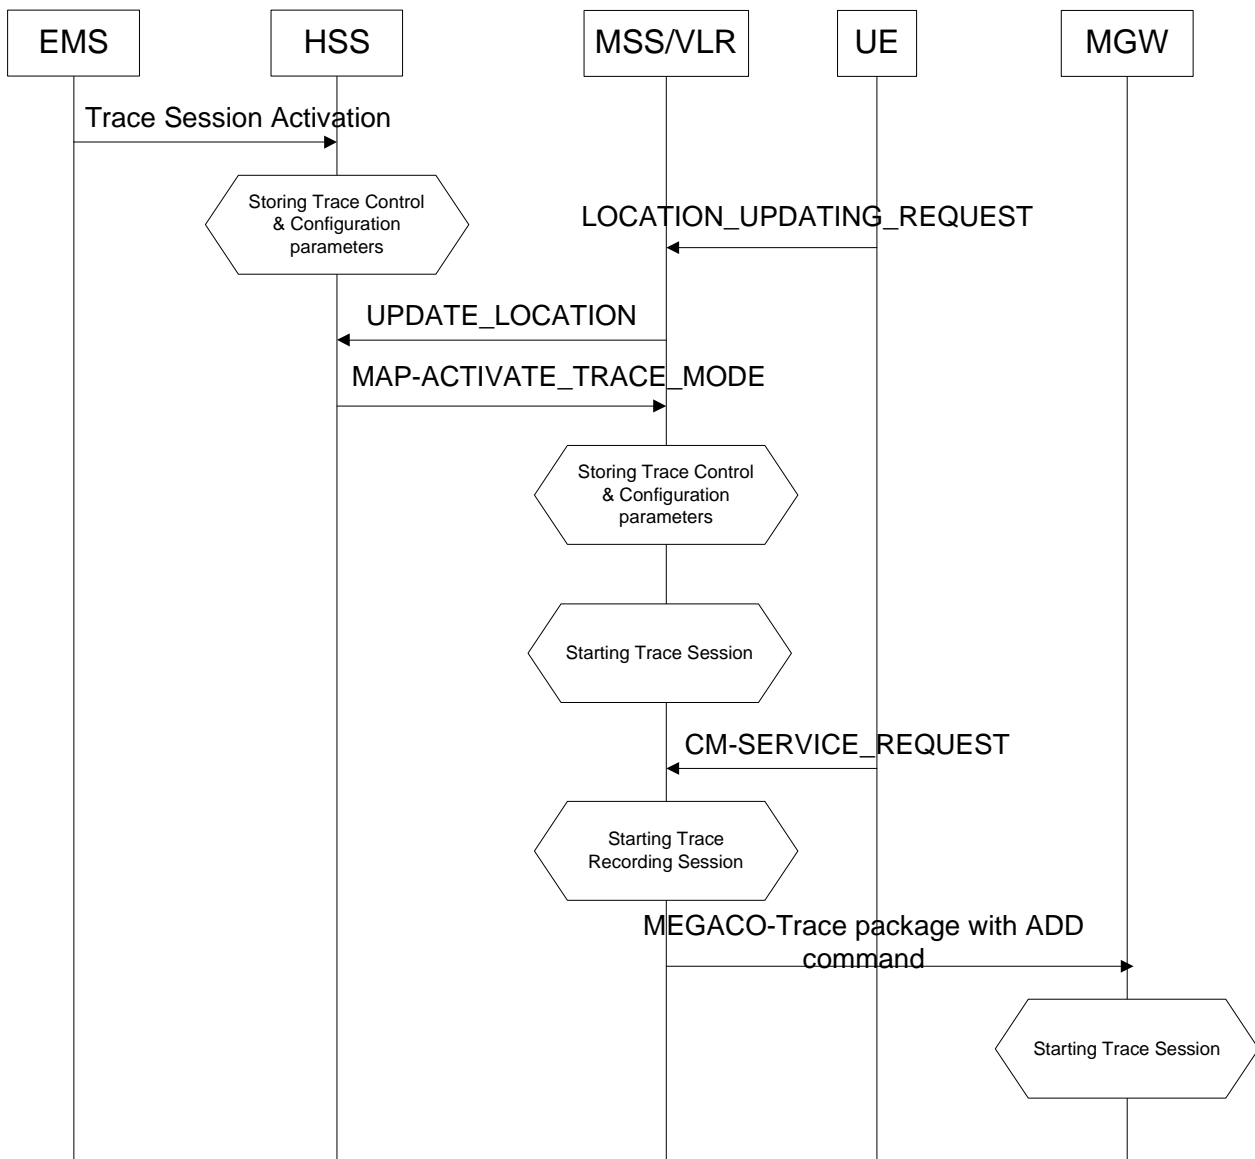 EMS
HSS
MSS/VLR
UE
MGW
Trace Session Activation
Storing Trace Control
& Configuration
parameters
LOCATION_UPDATING_REQUEST
UPDATE_LOCATION
MAP-ACTIVATE_TRACE_MODE
Storing Trace Control
& Configuration
parameters
Starting Trace Session
CM-SERVICE_REQUEST
Starting Trace
Recording Session
MEGACO-Trace package with ADD
command
Starting Trace Session